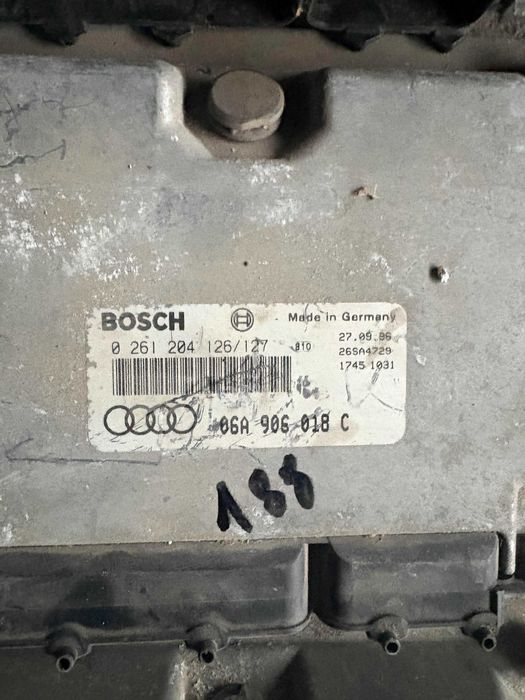 BOSCH
Made in Germany
0 261 204 126/127
810
27.09.96
26SA4729
1745 1031
06A 906 018 C
188